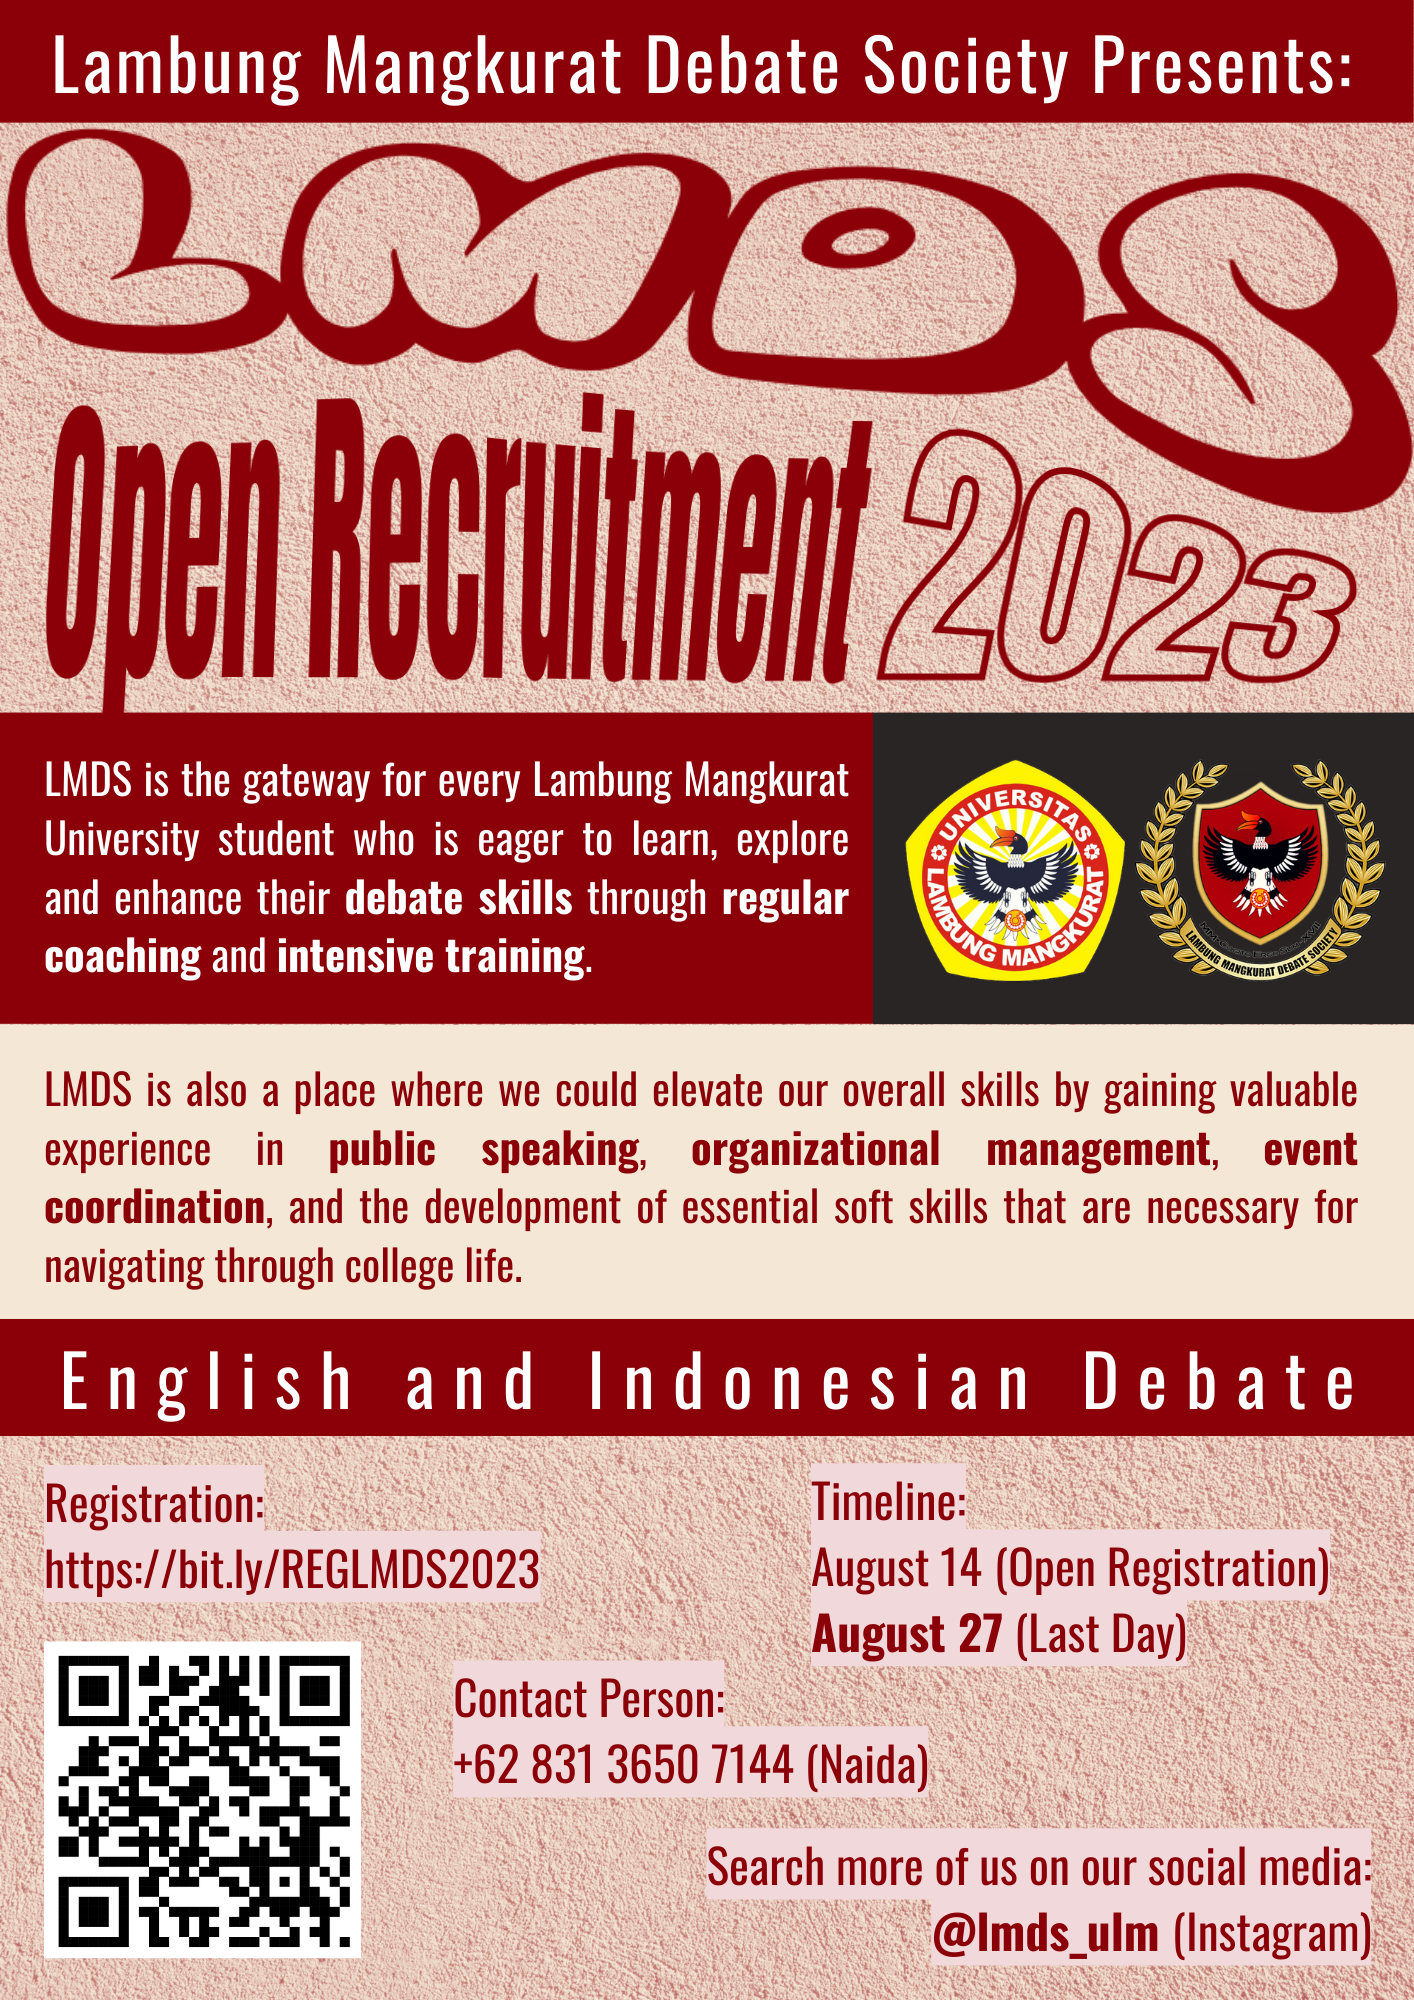 Lambung Mangkurat Debate Society Presents:
LMDS
Open Recruitment 2023
LMDS is the gateway for every Lambung Mangkurat
University student who is eager to learn, explore
and enhance their debate skills through regular
coaching and intensive training.
UNIVERSITAS
LAMBUNG MANGKURAT
LAMBUNG MANGKURAT DEBATE SOCIETY
LMDS is also a place where we could elevate our overall skills by gaining valuable
experience in public speaking, organizational management, event
coordination, and the development of essential soft skills that are necessary for
navigating through college life.
English and Indonesian Debate
Registration:
https://bit.ly/REGLMDS2023
Timeline:
August 14 (Open Registration)
August 27 (Last Day)
Contact Person:
+62 831 3650 7144 (Naida)
Search more of us on our social media:
@lmds_ulm (Instagram)